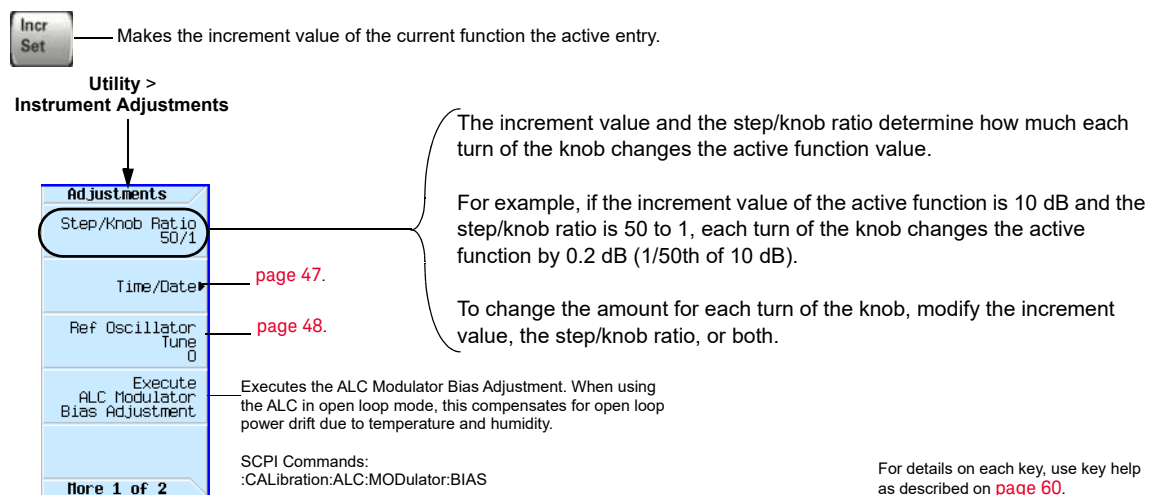 Incr
Set
Makes the increment value of the current function the active entry.
Utility >
Instrument Adjustments
The increment value and the step/knob ratio determine how much each
turn of the knob changes the active function value.
For example, if the increment value of the active function is 10 dB and the
step/knob ratio is 50 to 1, each turn of the knob changes the active
function by 0.2 dB (1/50th of 10 dB).
To change the amount for each turn of the knob, modify the increment
value, the step/knob ratio, or both.
Adjustments
Step/Knob Ratio
50/1
Time/Date
page 47.
Ref Oscillator
Tune
0
page 48.
Execute
ALC Modulator
Bias Adjustment
Executes the ALC Modulator Bias Adjustment. When using
the ALC in open loop mode, this compensates for open loop
power drift due to temperature and humidity.
SCPI Commands:
:CALibration:ALC:MODulator:BIAS
More 1 of 2
For details on each key, use key help
as described on page 60.